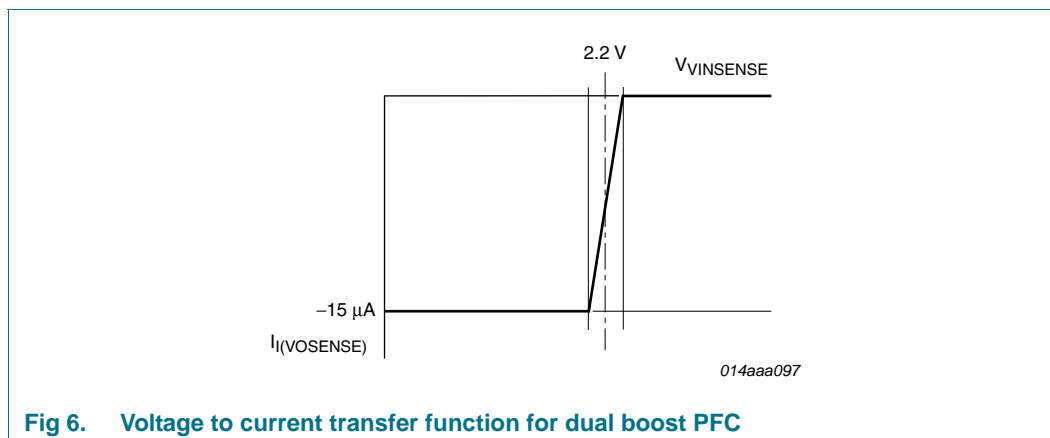 2.2 V
VVINSENSE
−15 μA
II(VOSENSE)
014aaa097
Fig 6. Voltage to current transfer function for dual boost PFC